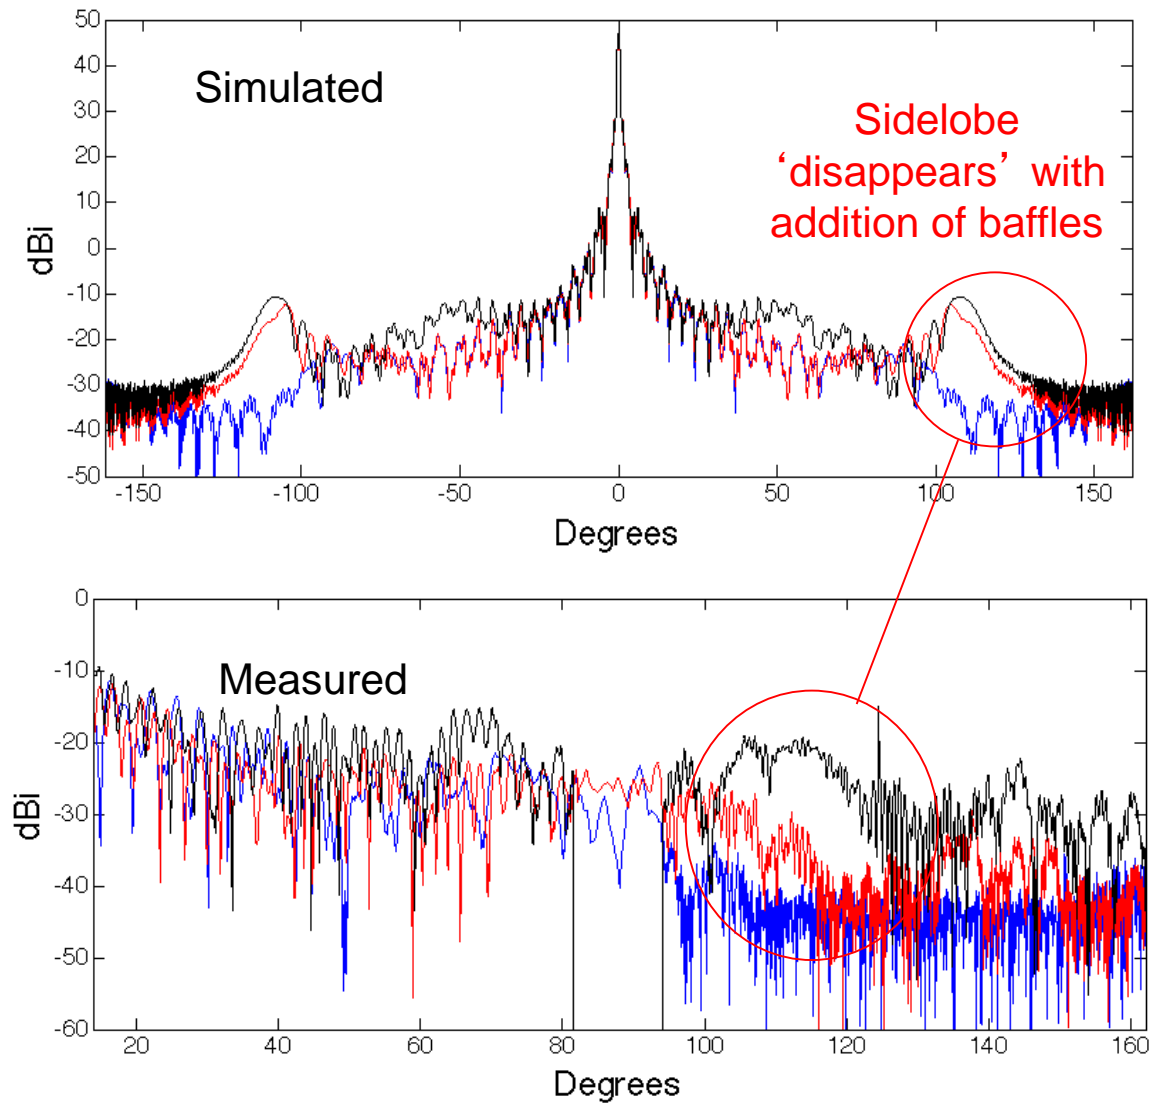 50
40
30
20
10
0
-10
-20
-30
-40
-50
dBi
Simulated
Sidelobe
‘disappears’ with
addition of baffles
-150 -100 -50 0 50 100 150
Degrees
0
-10
-20
-30
-40
-50
-60
dBi
Measured
20 40 60 80 100 120 140 160
Degrees